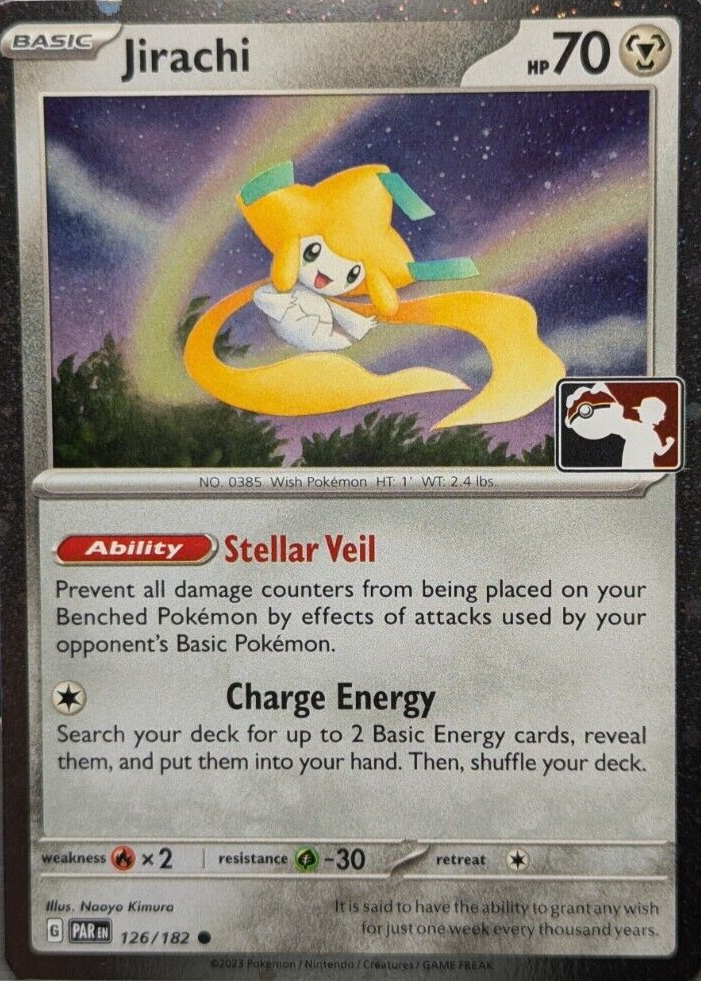 BASIC Jirachi HP 70
NO. 0385 Wish Pokémon HT: 1' WT: 2.4 lbs.
Ability Stellar Veil
Prevent all damage counters from being placed on your
Benched Pokémon by effects of attacks used by your
opponent's Basic Pokémon.
Charge Energy
Search your deck for up to 2 Basic Energy cards, reveal
them, and put them into your hand. Then, shuffle your deck.
weakness ×2 resistance -30 retreat
Illus. Naoyo Kimura
It is said to have the ability to grant any wish
for just one week every thousand years.
G PAR EN 126/182
©2023 Pokémon / Nintendo / Creatures / GAME FREAK